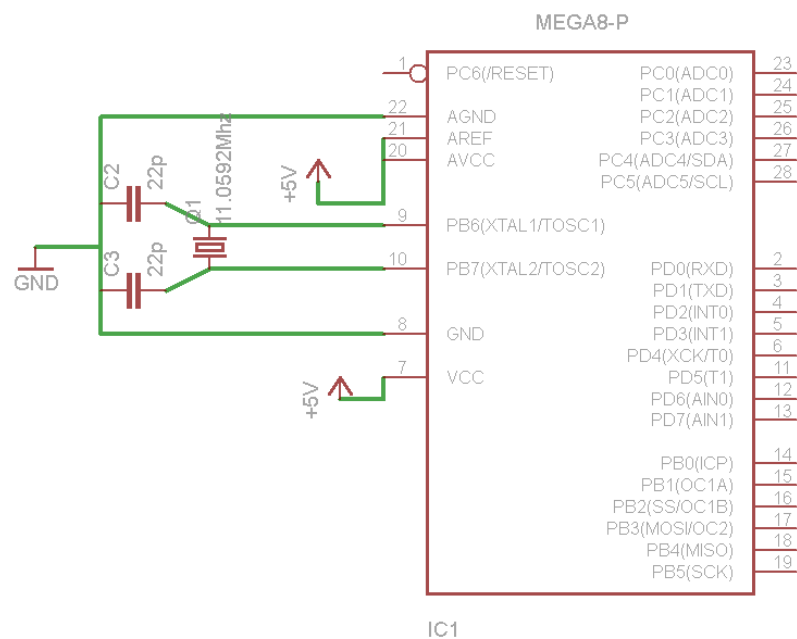 MEGA8-P
1
PC6(/RESET)
22
AGND
21
AREF
20
AVCC
9
PB6(XTAL1/TOSC1)
10
PB7(XTAL2/TOSC2)
8
GND
7
VCC
PC0(ADC0)
23
PC1(ADC1)
24
PC2(ADC2)
25
PC3(ADC3)
26
PC4(ADC4/SDA)
27
PC5(ADC5/SCL)
28
PD0(RXD)
2
PD1(TXD)
3
PD2(INT0)
4
PD3(INT1)
5
PD4(XCK/T0)
6
PD5(T1)
11
PD6(AIN0)
12
PD7(AIN1)
13
PB0(ICP)
14
PB1(OC1A)
15
PB2(SS/OC1B)
16
PB3(MOSI/OC2)
17
PB4(MISO)
18
PB5(SCK)
19
C2
22p
Q1
11.0592Mhz
+5V
C3
22p
GND
+5V
IC1